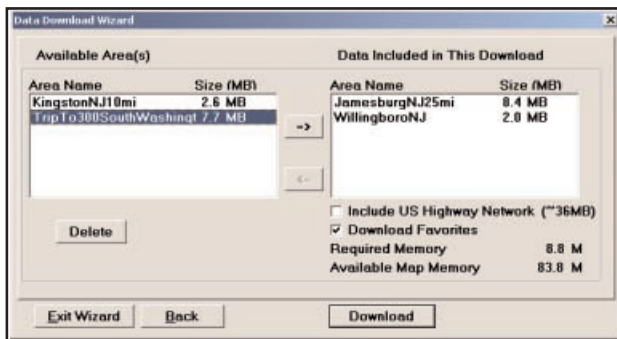 Data Download Wizard
Available Area(s) Data Included in This Download
Area Name Size (MB) Area Name Size (MB)
KingstonNJ10mi 2.6 MB JamesburgNJ25mi 8.4 MB
TripTo300SouthWashingt 7.7 MB WillingboroNJ 2.0 MB
->
<-
Include US Highway Network (~36MB)
Delete Download Favorites
Required Memory 8.8 M
Available Map Memory 83.8 M
Exit Wizard Back Download